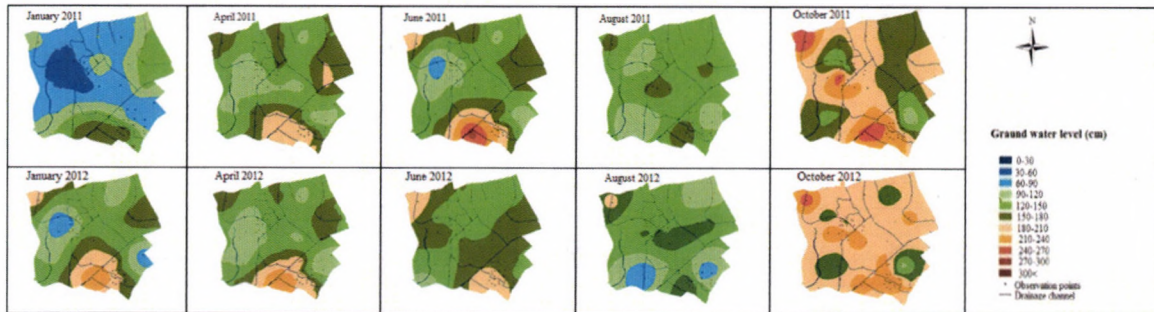 January 2011
April 2011
June 2011
August 2011
October 2011
N
January 2012
April 2012
June 2012
August 2012
October 2012
Ground water level (cm)
0-30
30-60
60-90
90-120
120-150
150-180
180-210
210-240
240-270
270-300
300<
Observation points
Drainage channel